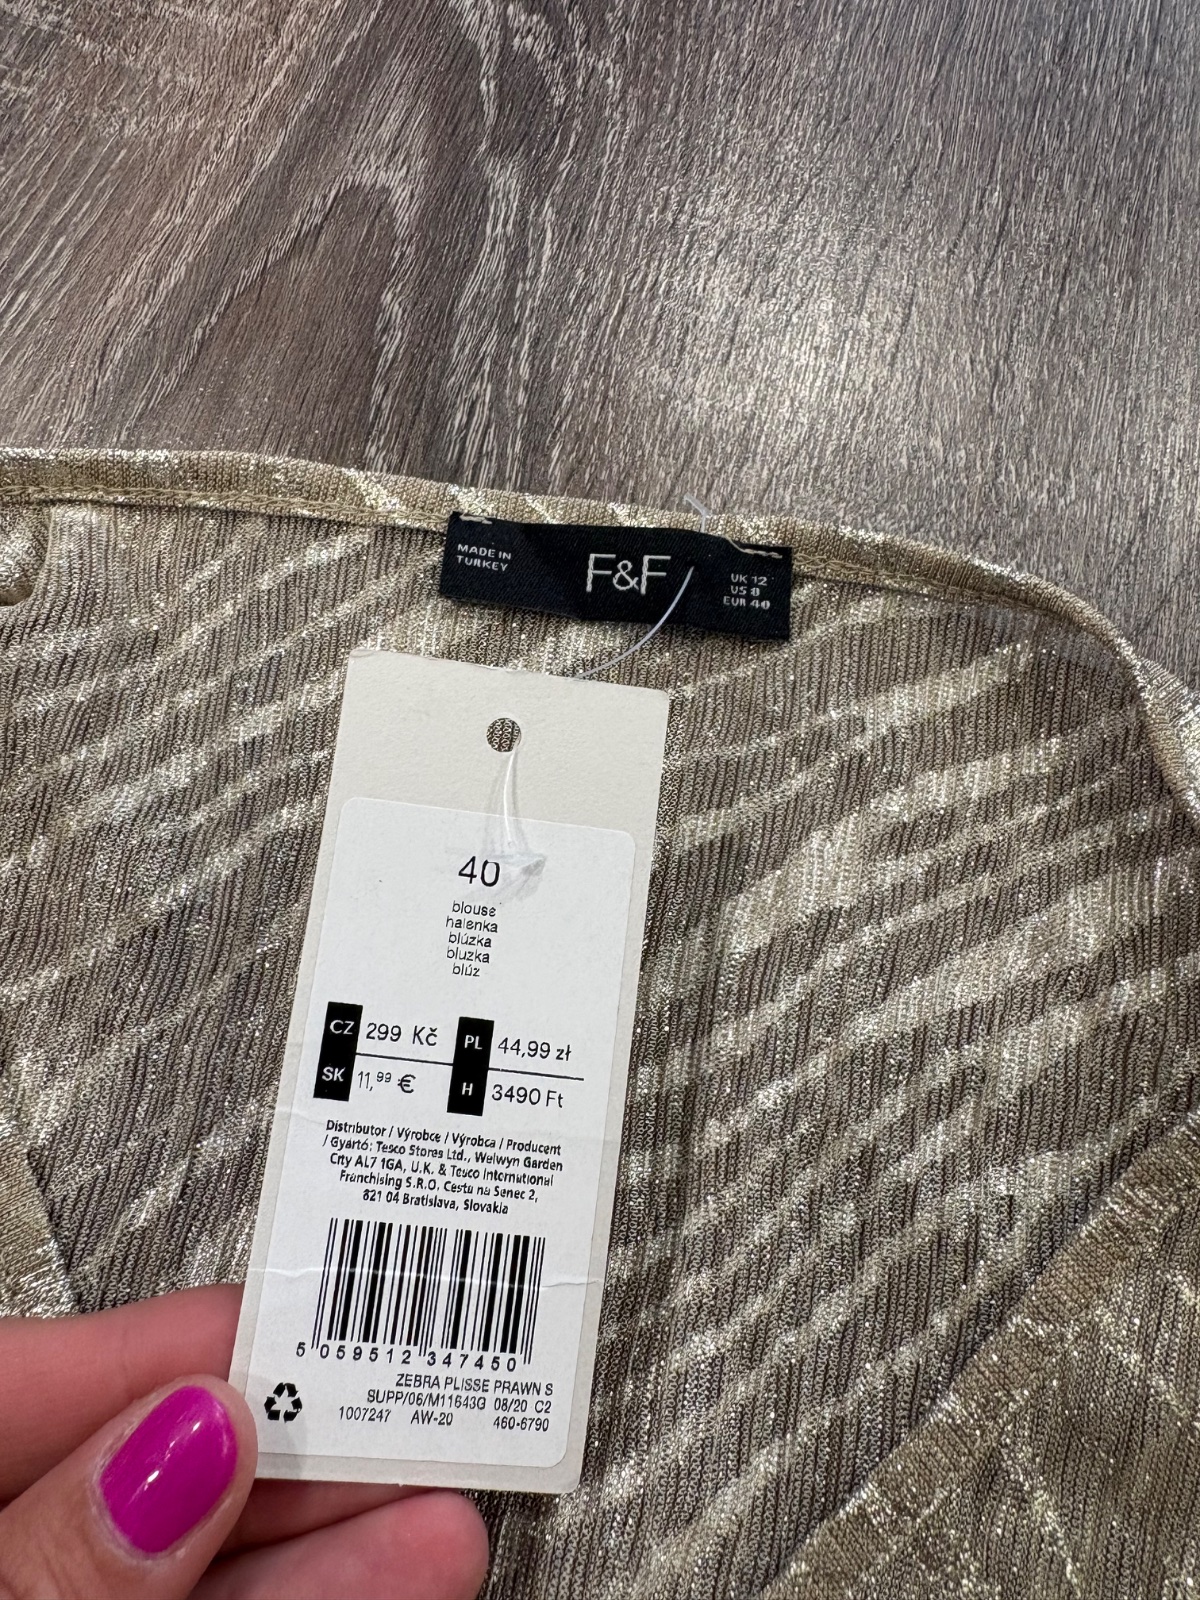 MADE IN
TURKEY
F&F
UK 12
US 8
EUR 40
40
blouse
halenka
blúzka
bluzka
blúz
CZ 299 Kč PL 44,99 zł
SK 11,99 € H 3490 Ft
Distributor / Výrobce / Výrobca / Producent
/ Gyártó: Tesco Stores Ltd., Welwyn Garden
City AL7 1GA, U.K. & Tesco International
Franchising S.R.O. Cesta na Senec 2,
821 04 Bratislava, Slovakia
5 059512 347450
ZEBRA PLISSE PRAWN S
SUPP/06/M11643G 08/20 C2
1007247 AW-20 460-6790